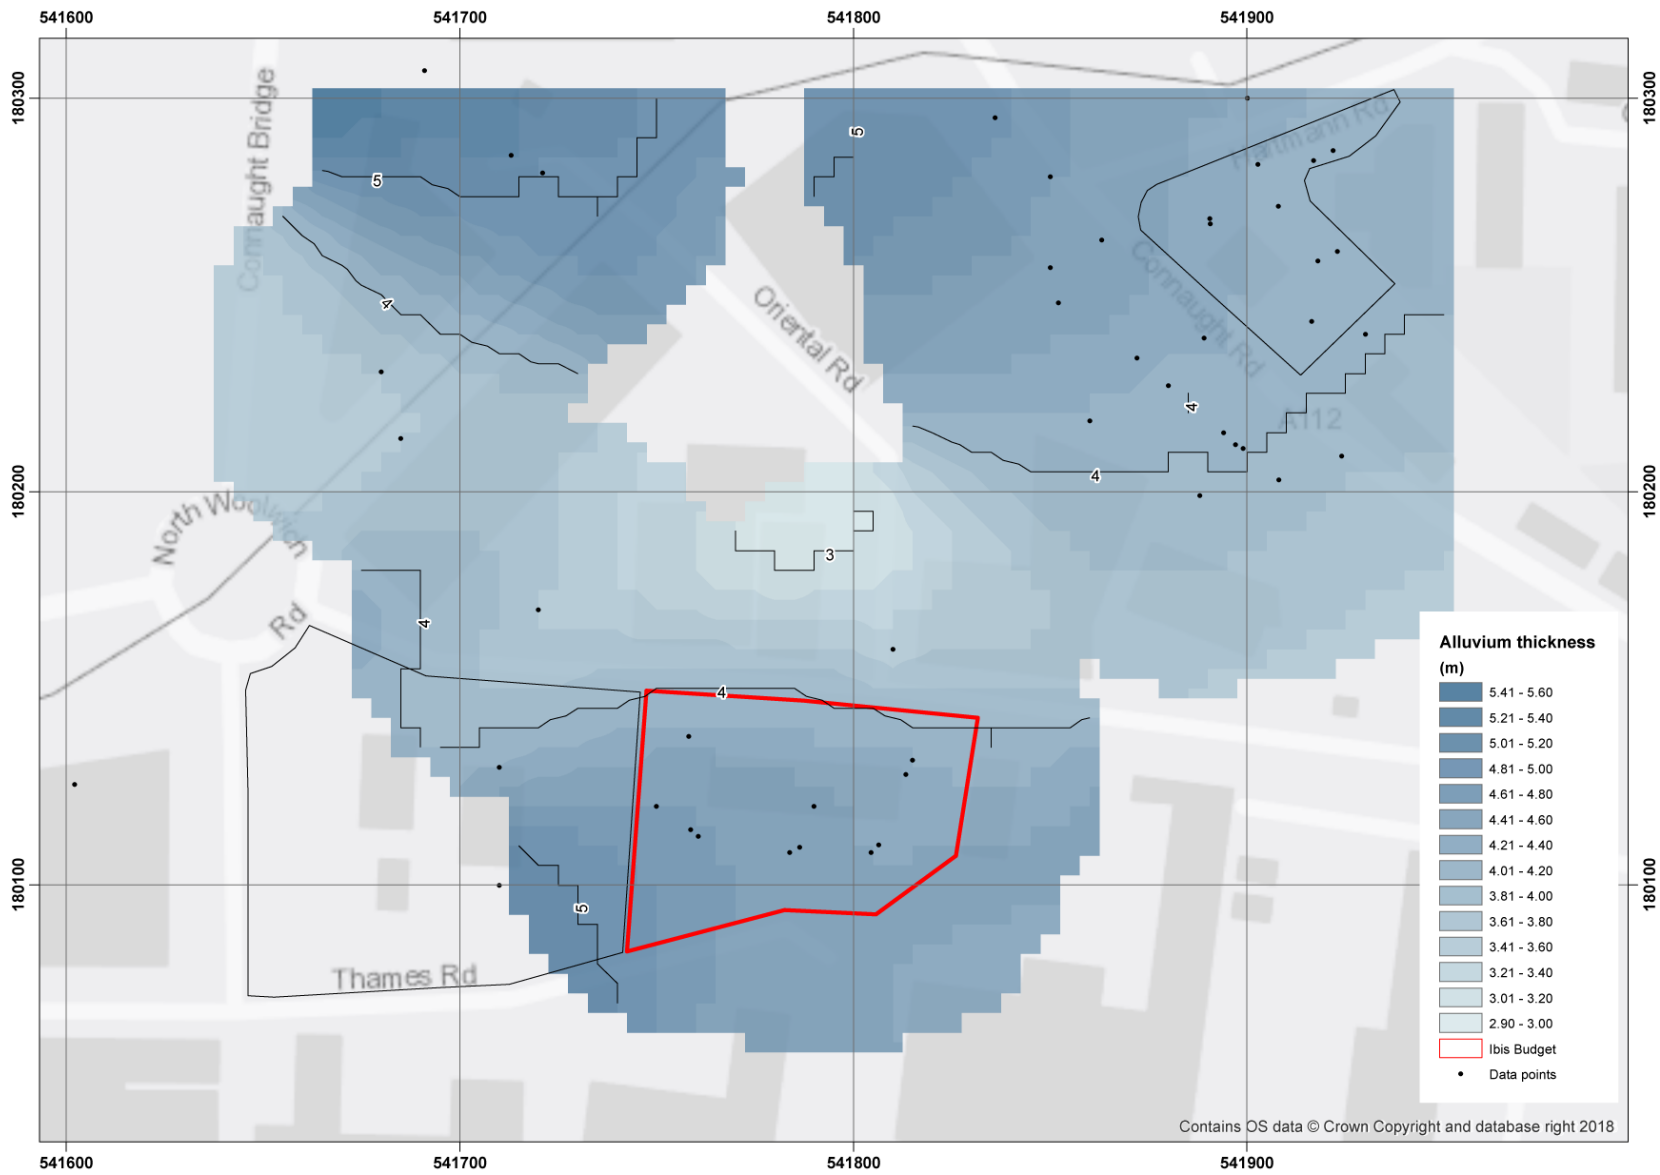 541600 541700 541800 541900
180300 180300
Connaught Bridge
Hartmann Rd
5
5
4
Oriental Rd
Connaught Rd
4
A112
4
180200 180200
North Woolwich
Rd
3
4
4
5
180100 180100
Thames Rd
Alluvium thickness
(m)
5.41 - 5.60
5.21 - 5.40
5.01 - 5.20
4.81 - 5.00
4.61 - 4.80
4.41 - 4.60
4.21 - 4.40
4.01 - 4.20
3.81 - 4.00
3.61 - 3.80
3.41 - 3.60
3.21 - 3.40
3.01 - 3.20
2.90 - 3.00
Ibis Budget
Data points
Contains OS data © Crown Copyright and database right 2018
541600 541700 541800 541900